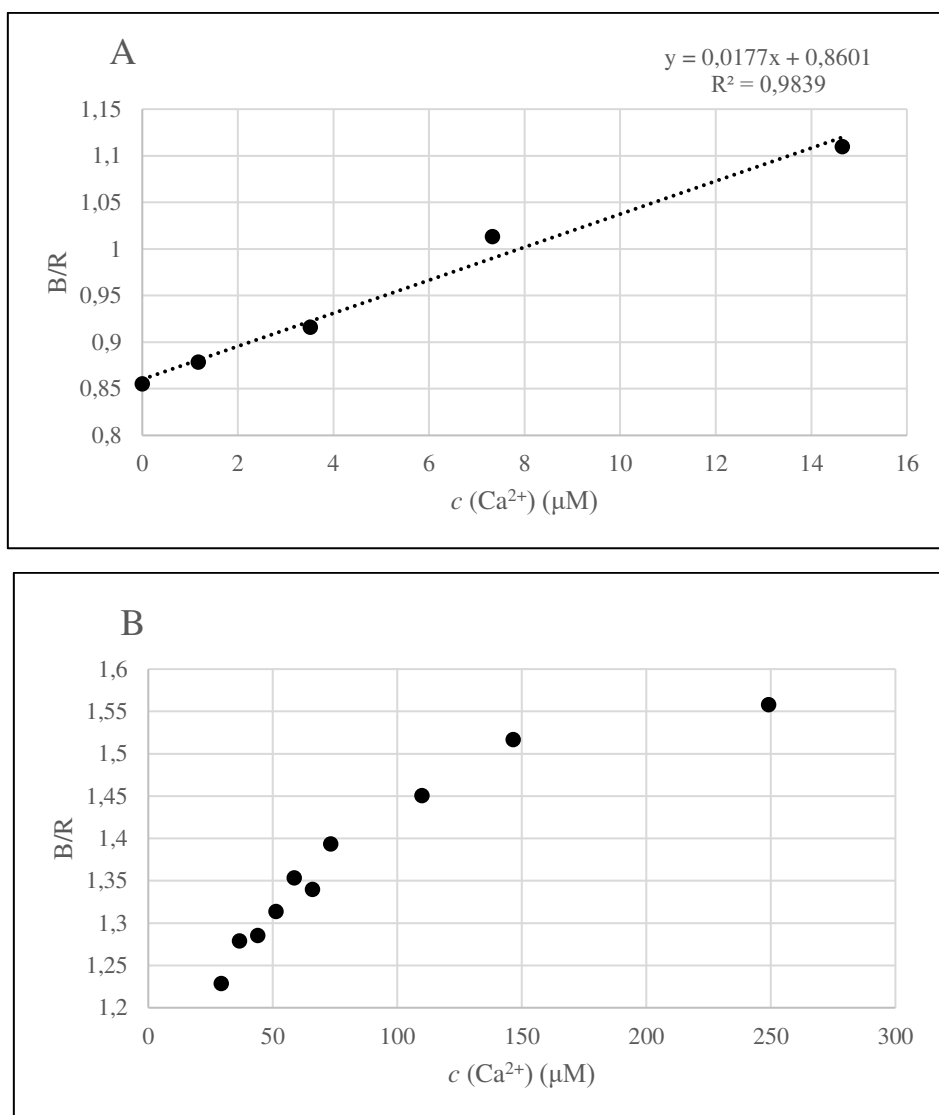 A
y = 0,0177x + 0,8601
R² = 0,9839
1,15
1,1
1,05
1
0,95
0,9
0,85
0,8
B/R
0 2 4 6 8 10 12 14 16
c (Ca²⁺) (μM)
B
1,6
1,55
1,5
1,45
1,4
1,35
1,3
1,25
1,2
B/R
0 50 100 150 200 250 300
c (Ca²⁺) (μM)